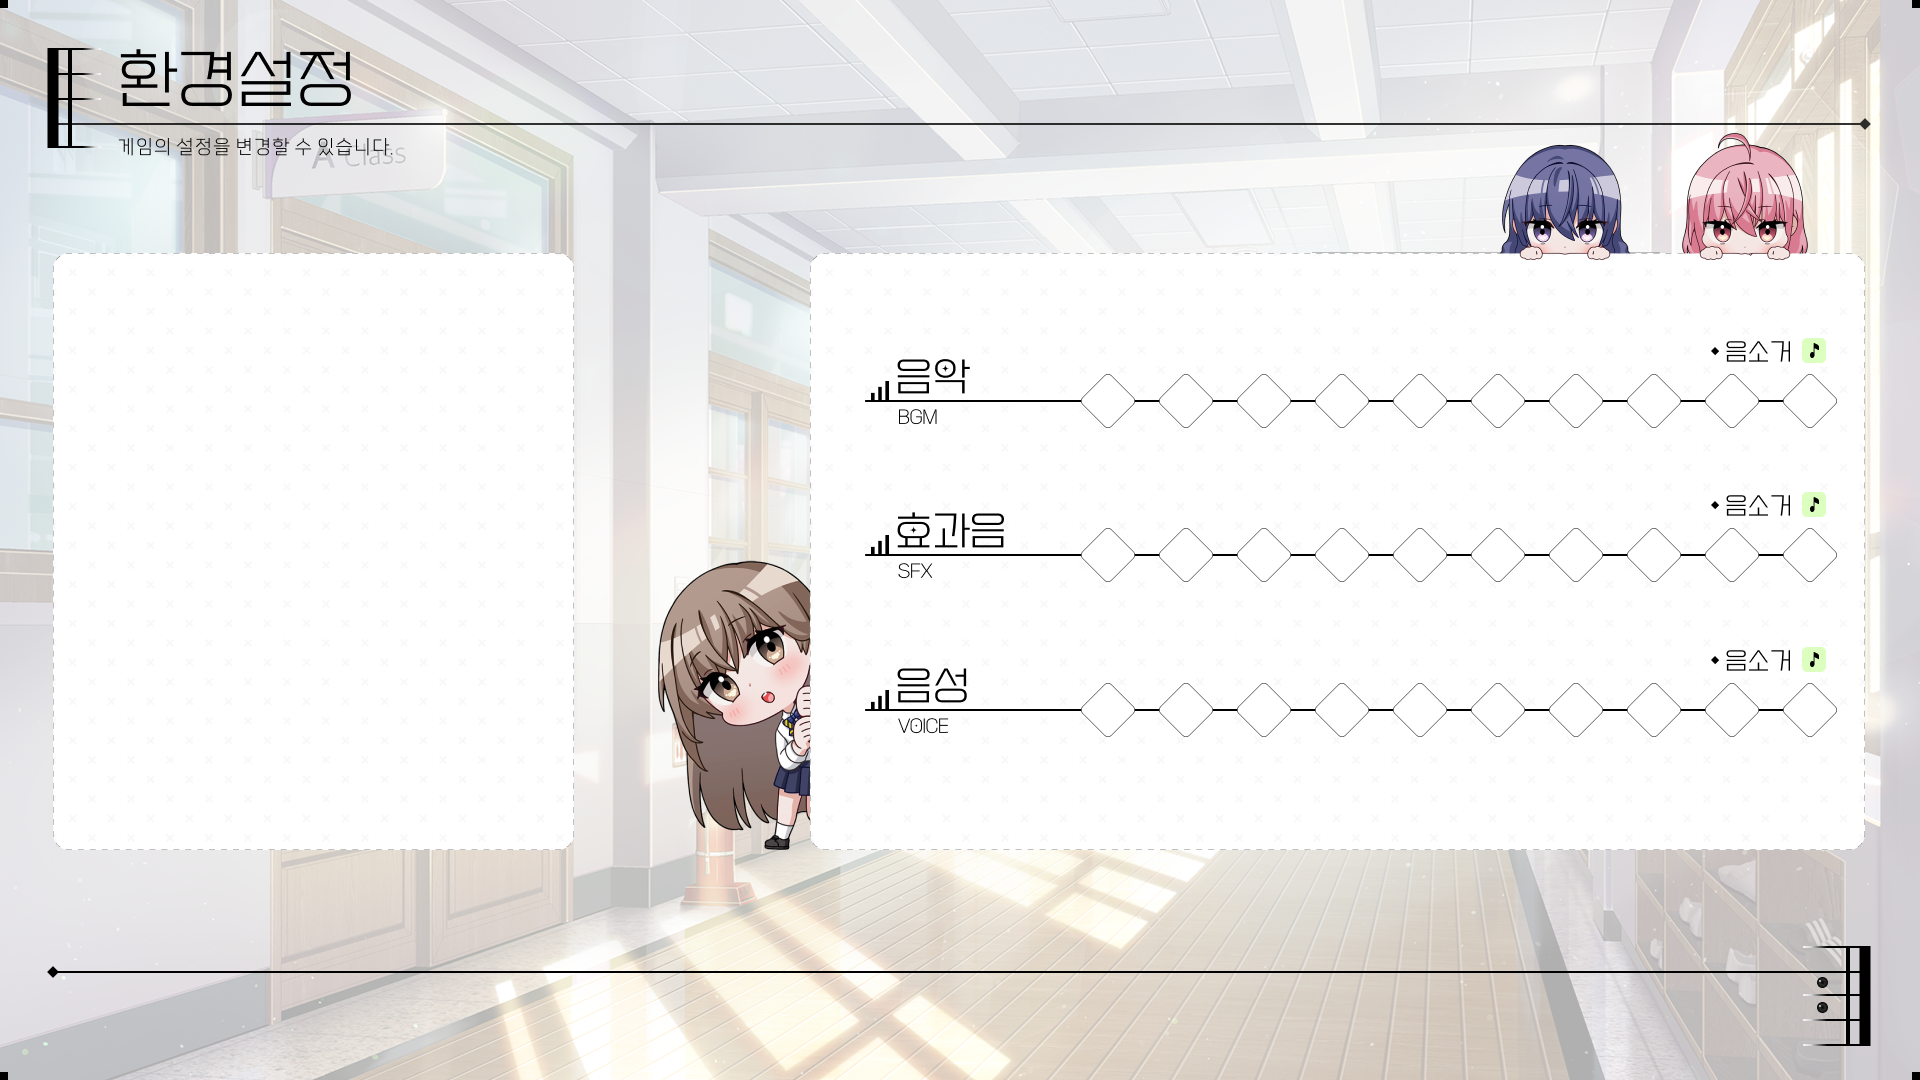 환경설정
게임의 설정을 변경할 수 있습니다.
A Class
음소거
음악
BGM
음소거
효과음
SFX
음소거
음성
VOICE